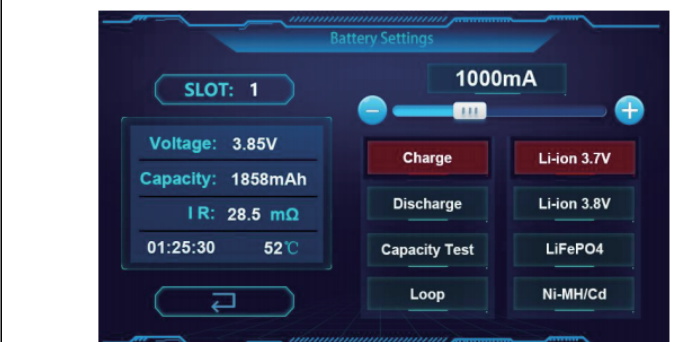 Battery Settings
SLOT: 1
1000mA
Voltage: 3.85V
Capacity: 1858mAh
IR: 28.5 mΩ
01:25:30 52℃
Charge
Li-ion 3.7V
Discharge
Li-ion 3.8V
Capacity Test
LiFePO4
Loop
Ni-MH/Cd